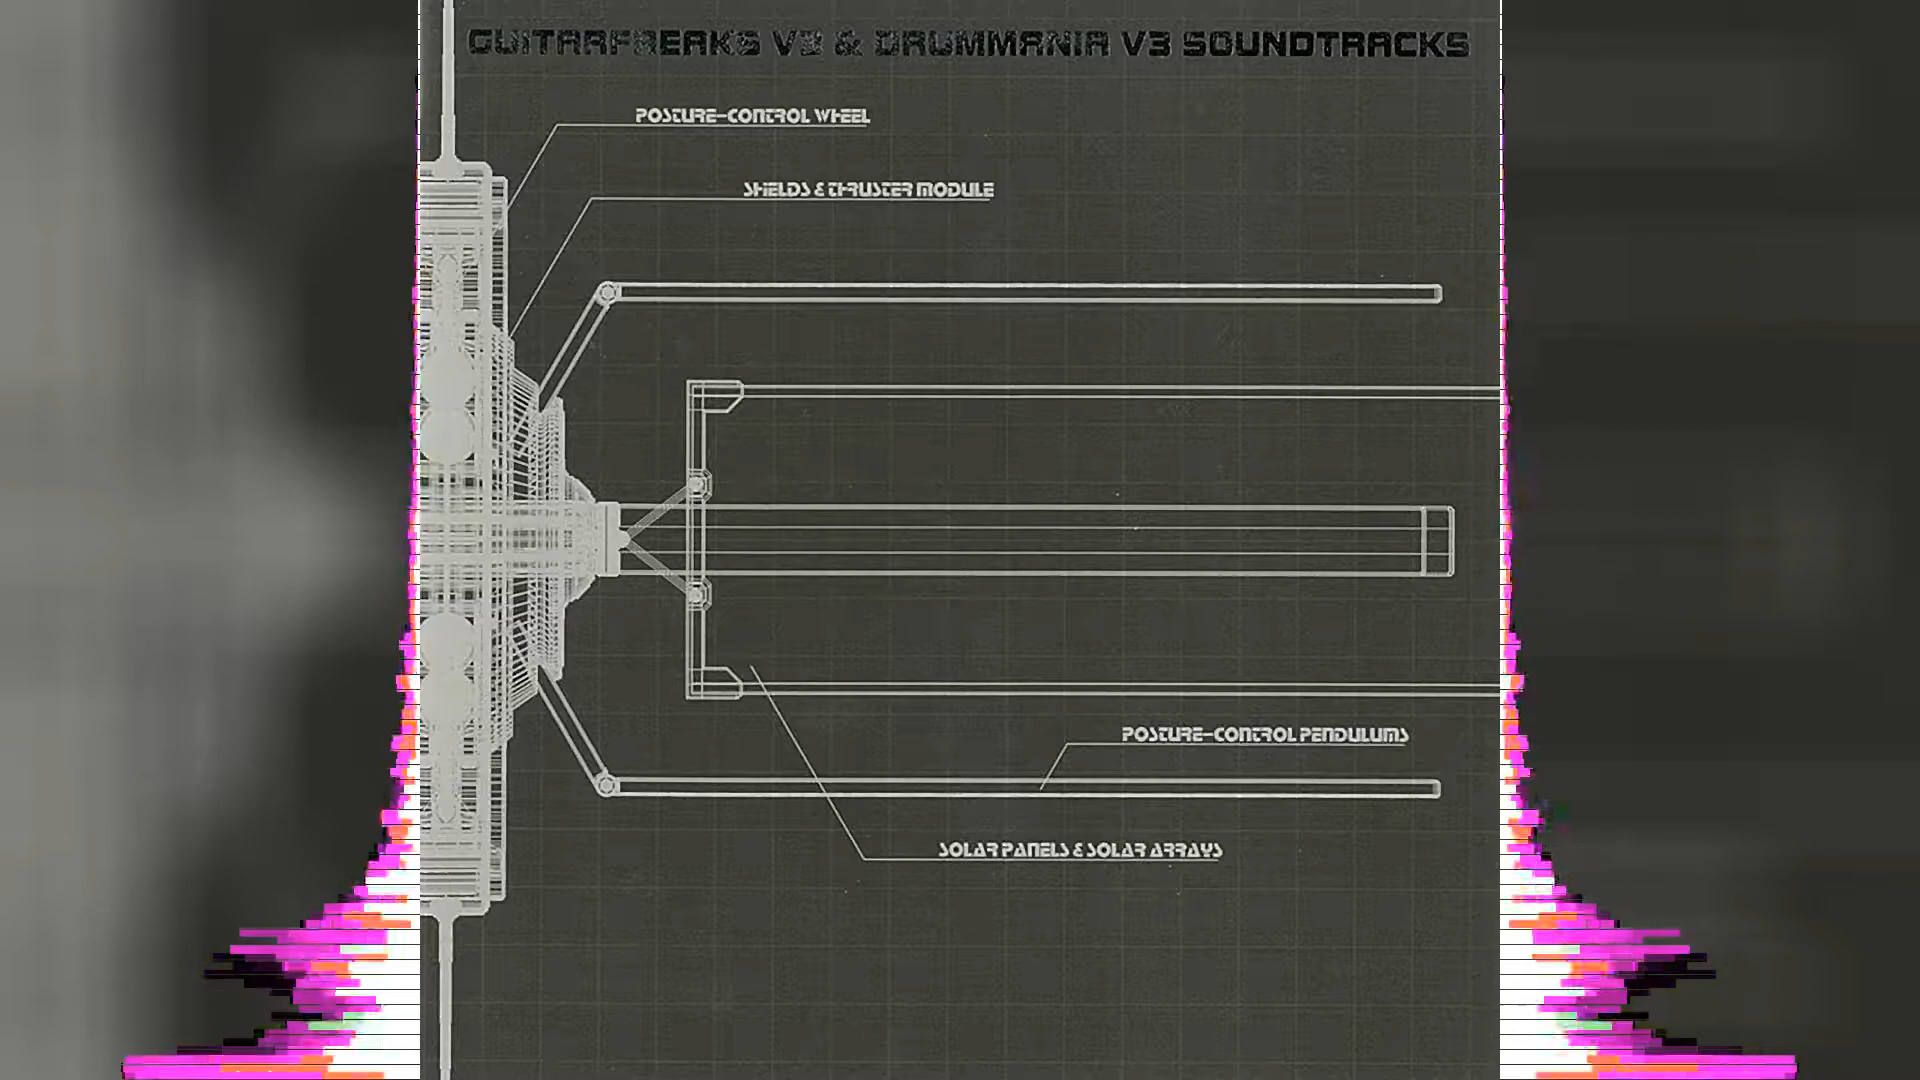 GUITARFREAKS V3 & DRUMMANIA V3 SOUNDTRACKS
POSTURE-CONTROL WHEEL
SHIELDS & THRUSTER MODULE
POSTURE-CONTROL PENDULUMS
SOLAR PANELS & SOLAR ARRAYS